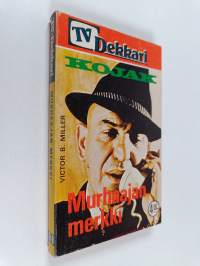 TV Dekkari
KOJAK
VICTOR B. MILLER
Murhaajan
merkki